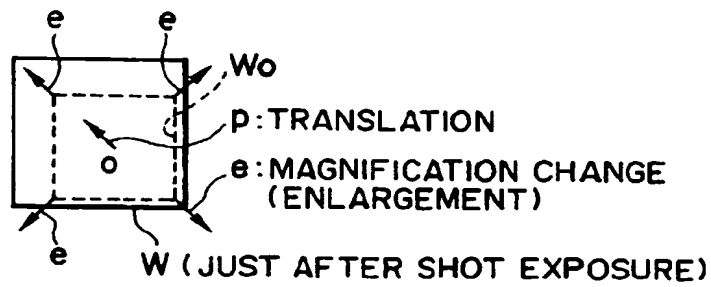 e e
Wo
p: TRANSLATION
o
e: MAGNIFICATION CHANGE
(ENLARGEMENT)
e
W (JUST AFTER SHOT EXPOSURE)